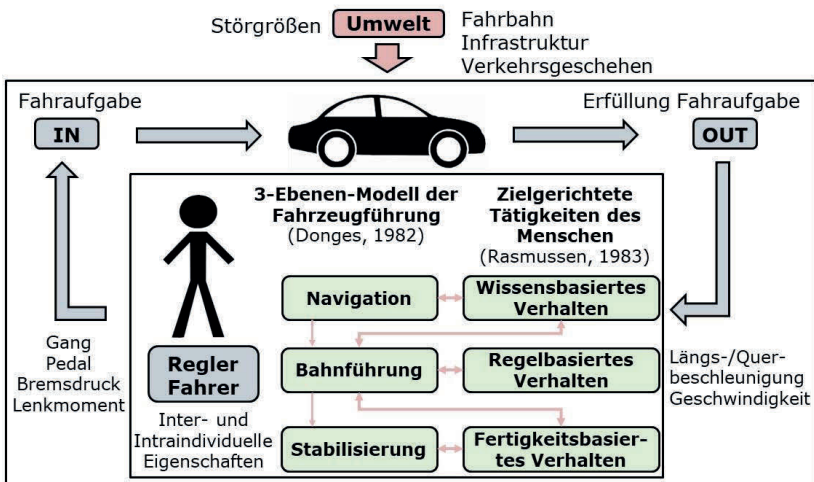 Störgrößen
Umwelt
Fahrbahn
Infrastruktur
Verkehrsgeschehen
Fahraufgabe
IN
Erfüllung Fahraufgabe
OUT
3-Ebenen-Modell der
Fahrzeugführung
(Donges, 1982)
Zielgerichtete
Tätigkeiten des
Menschen
(Rasmussen, 1983)
Navigation
Wissensbasiertes
Verhalten
Gang
Pedal
Bremsdruck
Lenkmoment
Regler
Fahrer
Inter- und
Intraindividuelle
Eigenschaften
Bahnführung
Regelbasiertes
Verhalten
Stabilisierung
Fertigkeitsbasier-
tes Verhalten
Längs-/Quer-
beschleunigung
Geschwindigkeit